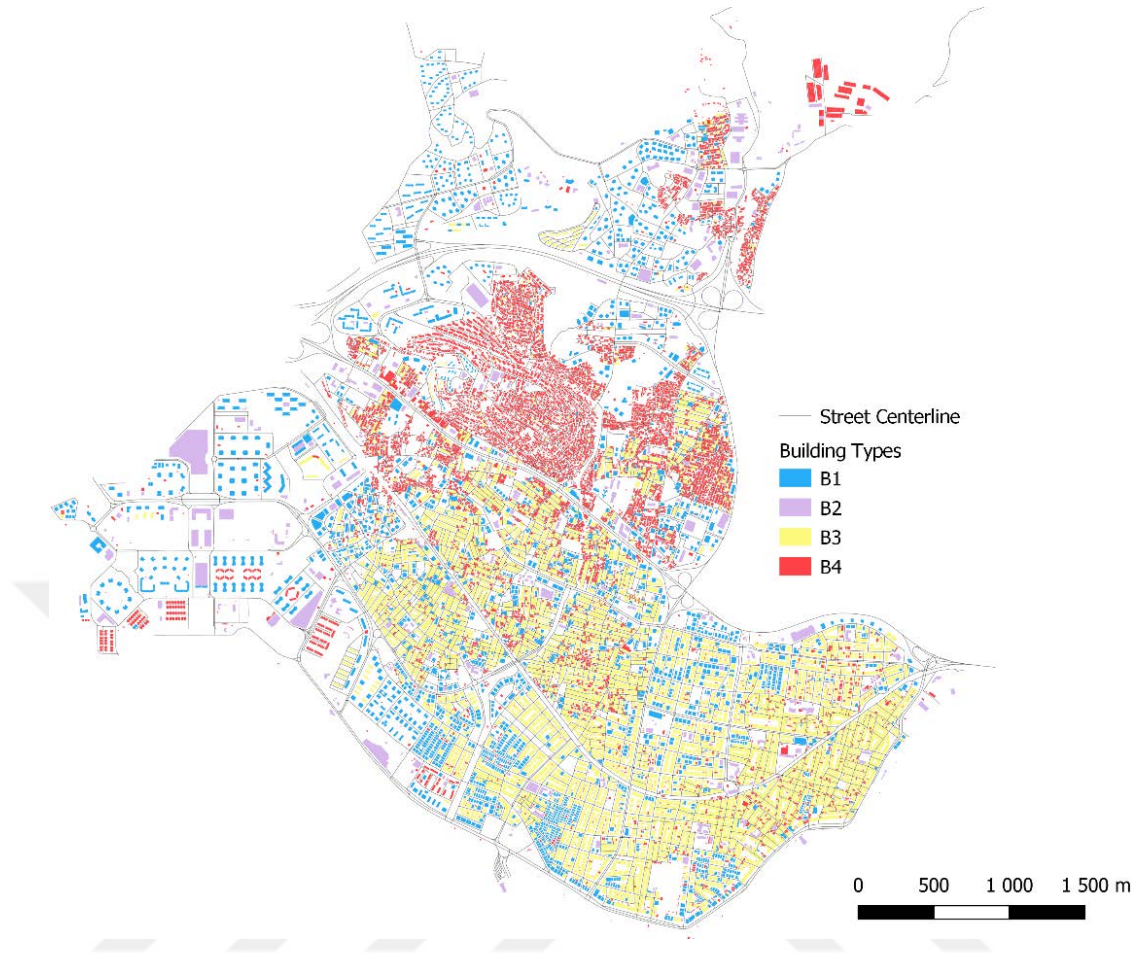 Street Centerline
Building Types
B1
B2
B3
B4
0 500 1 000 1 500 m